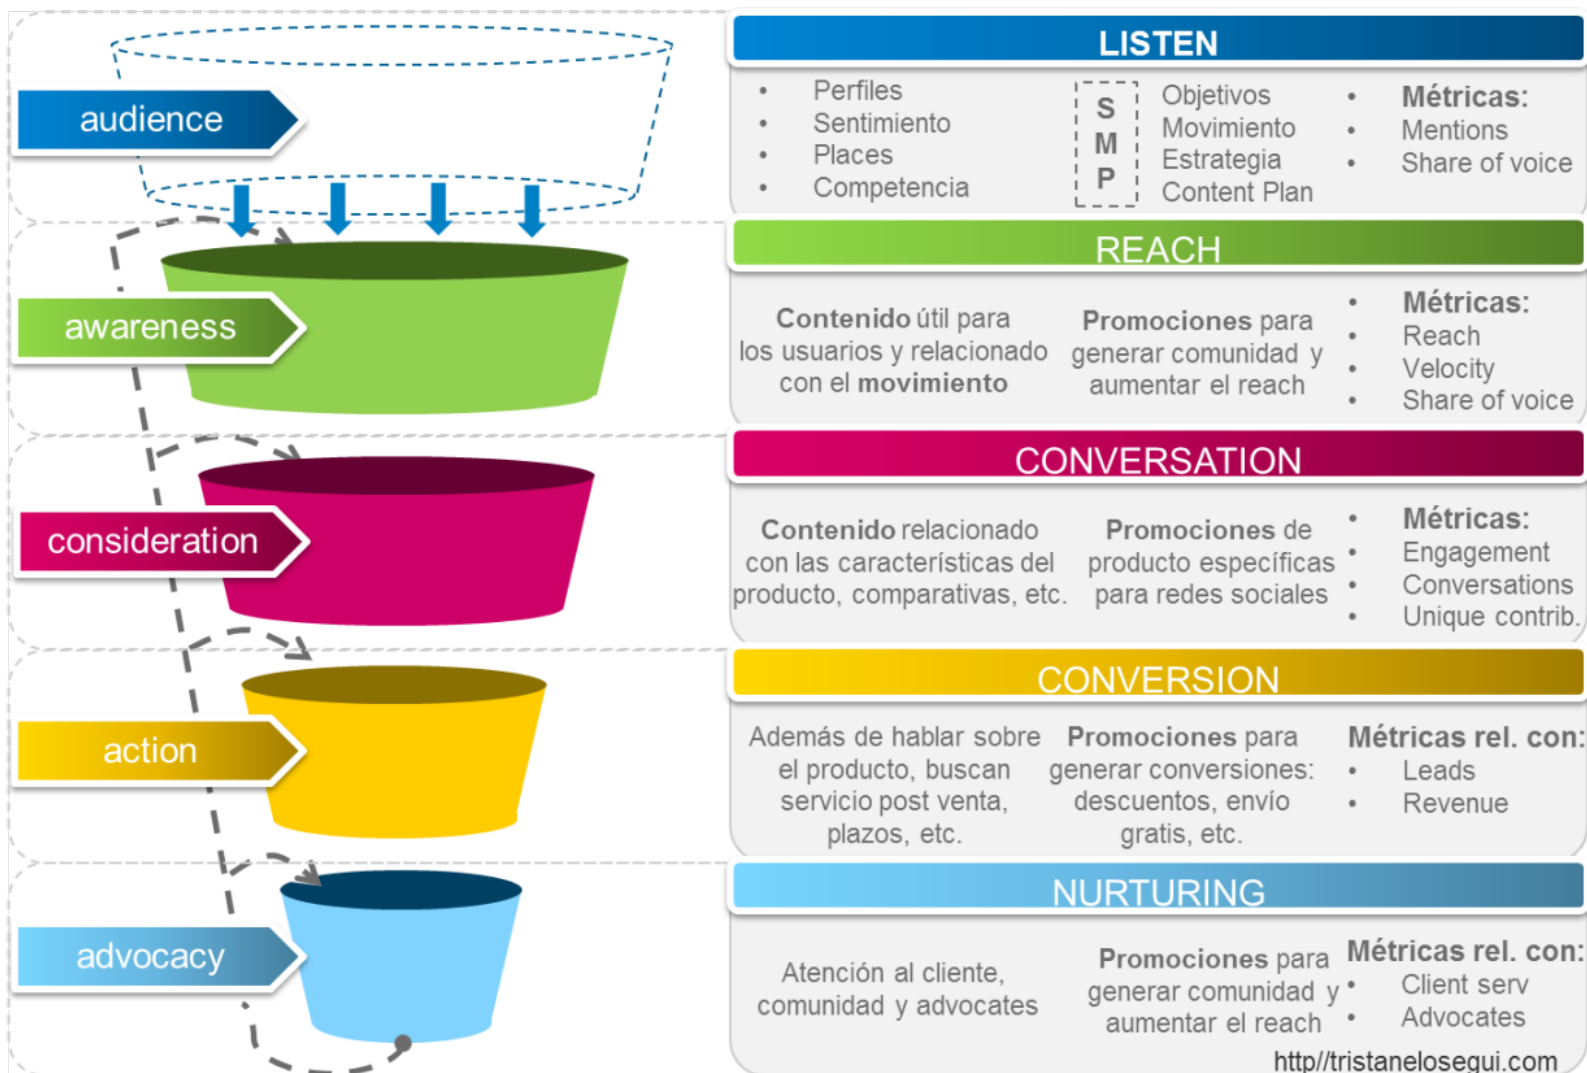 audience
LISTEN
• Perfiles
• Sentimiento
• Places
• Competencia
S
M
P
Objetivos
Movimiento
Estrategia
Content Plan
• Métricas:
• Mentions
• Share of voice
awareness
REACH
Contenido útil para
los usuarios y relacionado
con el movimiento
Promociones para
generar comunidad y
aumentar el reach
• Métricas:
• Reach
• Velocity
• Share of voice
consideration
CONVERSATION
Contenido relacionado
con las características del
producto, comparativas, etc.
Promociones de
producto específicas
para redes sociales
• Métricas:
• Engagement
• Conversations
• Unique contrib.
action
CONVERSION
Además de hablar sobre
el producto, buscan
servicio post venta,
plazos, etc.
Promociones para
generar conversiones:
descuentos, envío
gratis, etc.
Métricas rel. con:
• Leads
• Revenue
advocacy
NURTURING
Atención al cliente,
comunidad y advocates
Promociones para
generar comunidad y
aumentar el reach
Métricas rel. con:
• Client serv
• Advocates
http//tristanelosegui.com